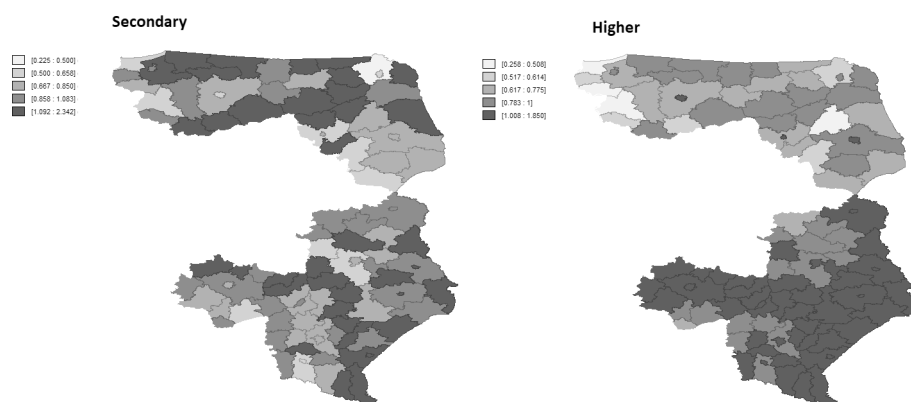 Secondary
[0.225 : 0.500]
[0.500 : 0.658]
[0.667 : 0.850]
[0.858 : 1.083]
[1.092 : 2.342]
Higher
[0.258 : 0.508]
[0.517 : 0.614]
[0.617 : 0.775]
[0.783 : 1]
[1.008 : 1.850]